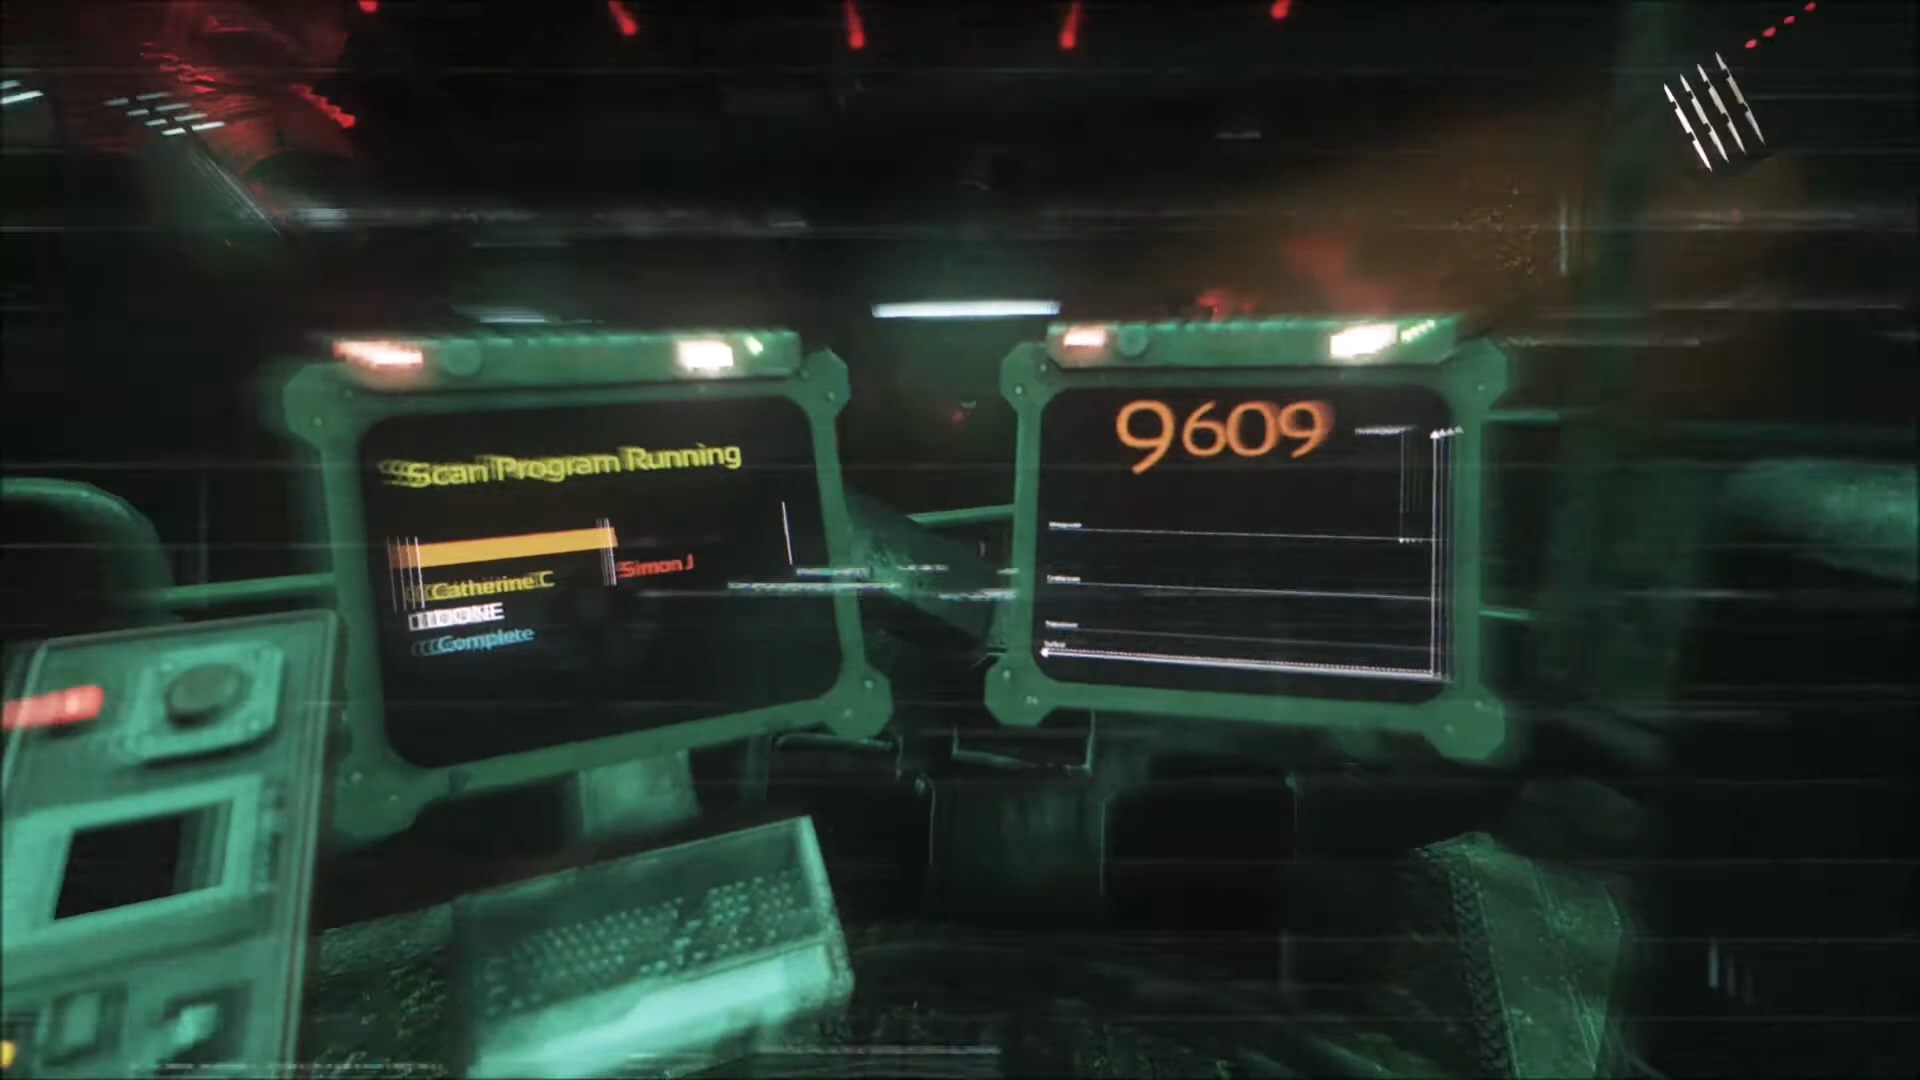 Scan Program Running
Simon J
Catherine C
DONE
Complete
9609